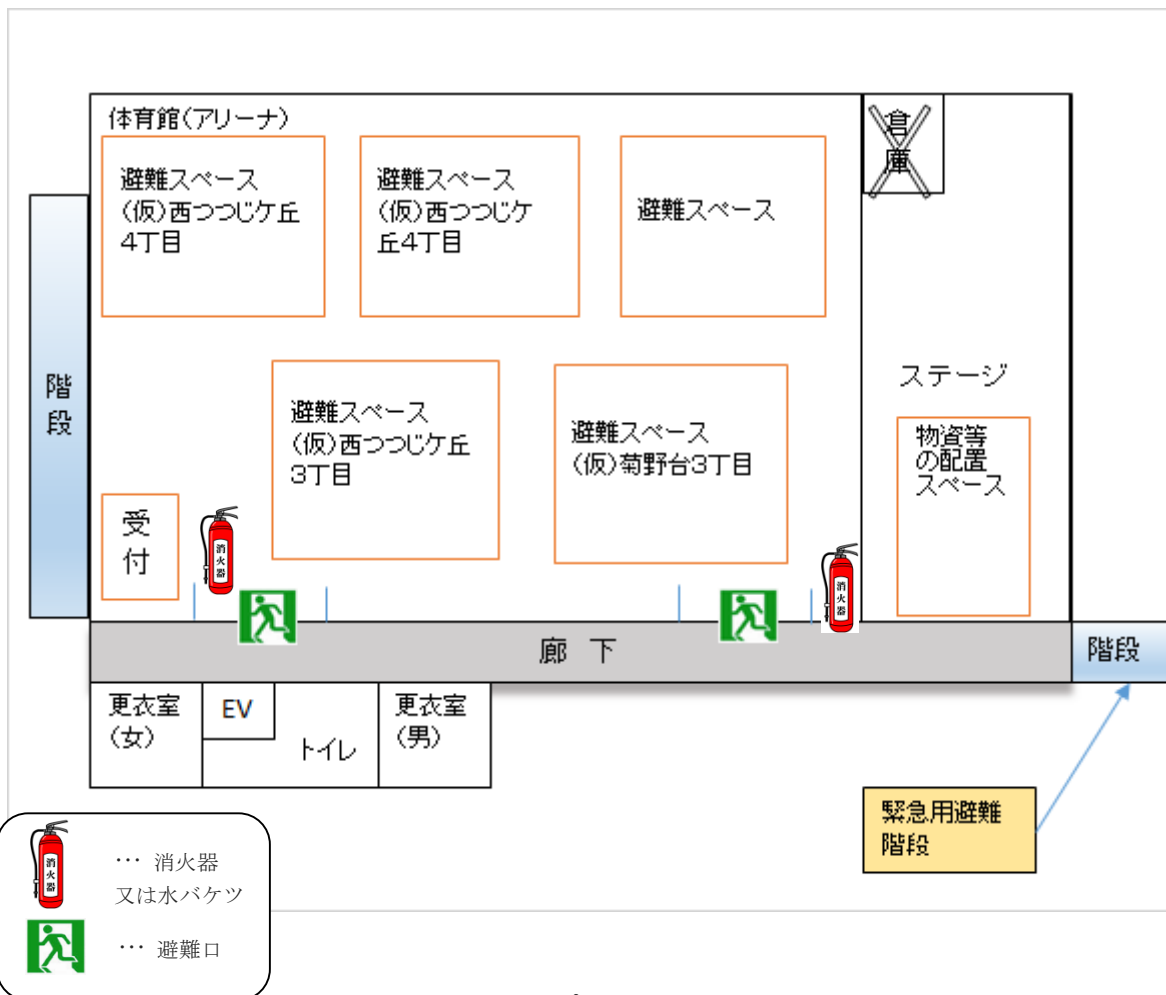 体育館(アリーナ)
倉
庫
避難スペース
(仮)西つつじケ丘
4丁目
避難スペース
(仮)西つつじケ
丘4丁目
避難スペース
階
段
ステージ
避難スペース
(仮)西つつじケ丘
3丁目
避難スペース
(仮)菊野台3丁目
物資等
の配置
スペース
受
付
消火器
消火器
廊 下
階段
更衣室
(女)
EV
トイレ
更衣室
(男)
緊急用避難
階段
消火器
… 消火器
又は水バケツ
… 避難口